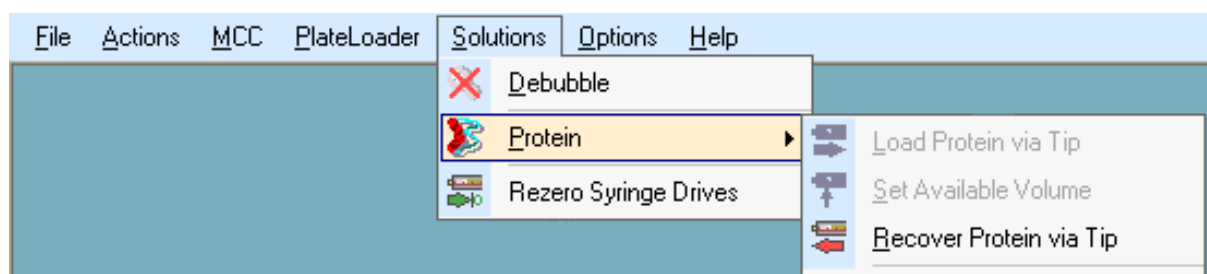 File Actions MCC PlateLoader Solutions Options Help
Debubble
Protein
Load Protein via Tip
Set Available Volume
Rezero Syringe Drives
Recover Protein via Tip